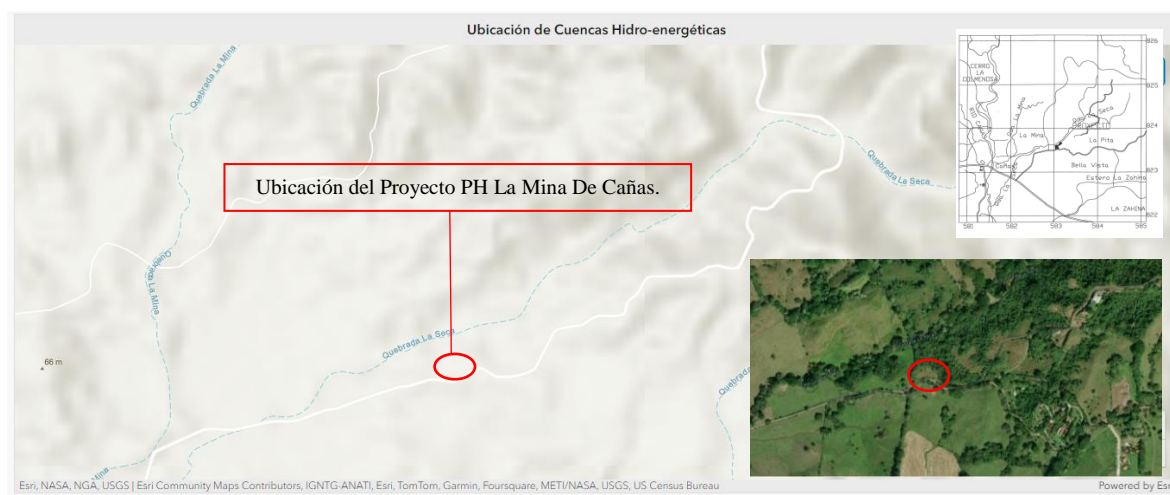 Ubicación de Cuencas Hidro-energéticas
Quebrada La Mina
Ubicación del Proyecto PH La Mina De Cañas.
Quebrada La Seca
Quebrada La Mina
Quebrada La Seca
66 m
Quebrada
Mina
CERRO
LA
COLMENOSA
La Mina
La Pita
Cañas
Bella Vista
Estero La Zahina
LA ZAHINA
826
825
824
823
822
581
582
583
584
585
Esri, NASA, NGA, USGS | Esri Community Maps Contributors, IGNTG-ANATI, Esri, TomTom, Garmin, Foursquare, METI/NASA, USGS, US Census Bureau
Powered by Esri